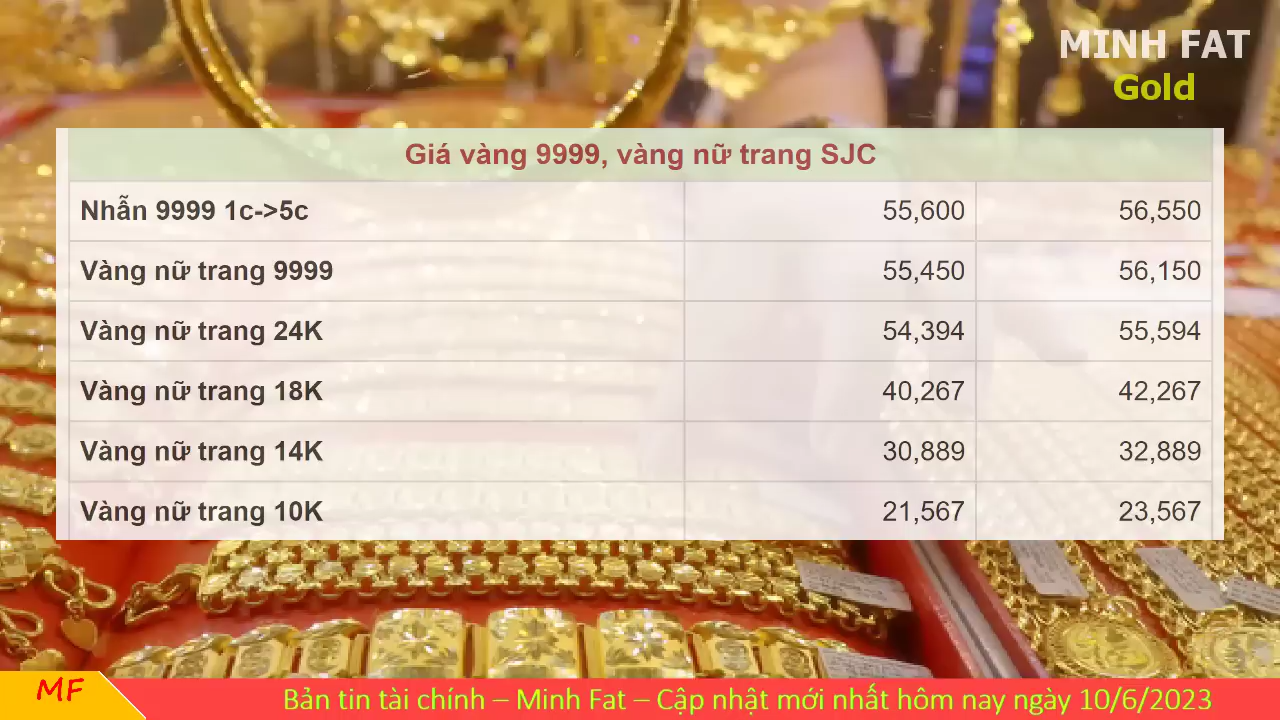 MINH FAT
Gold
Giá vàng 9999, vàng nữ trang SJC
Nhẫn 9999 1c->5c 55,600 56,550
Vàng nữ trang 9999 55,450 56,150
Vàng nữ trang 24K 54,394 55,594
Vàng nữ trang 18K 40,267 42,267
Vàng nữ trang 14K 30,889 32,889
Vàng nữ trang 10K 21,567 23,567
MF
Bản tin tài chính – Minh Fat – Cập nhật mới nhất hôm nay ngày 10/6/2023